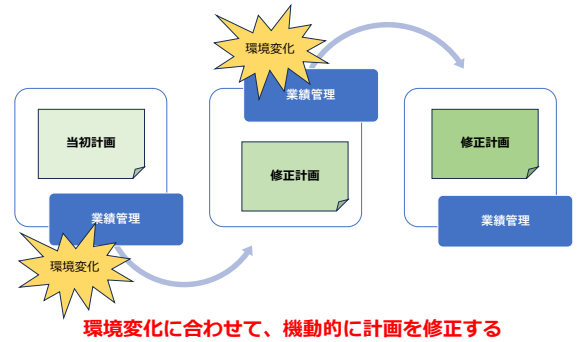 当初計画
業績管理
環境変化
環境変化
業績管理
修正計画
修正計画
業績管理
環境変化に合わせて、機動的に計画を修正する